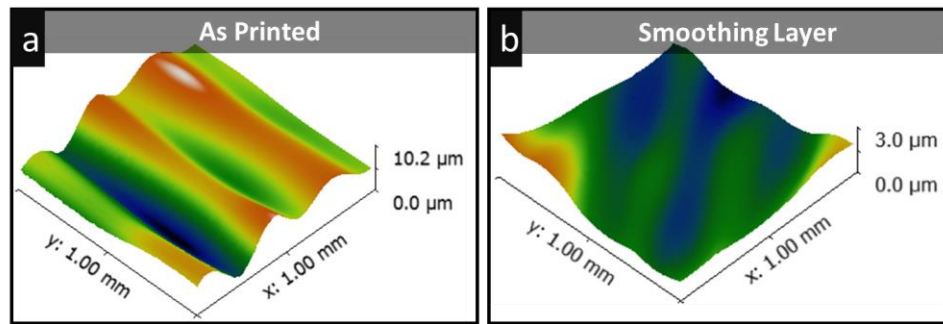 a
As Printed
10.2 µm
0.0 µm
y: 1.00 mm
x: 1.00 mm
b
Smoothing Layer
3.0 µm
0.0 µm
y: 1.00 mm
x: 1.00 mm